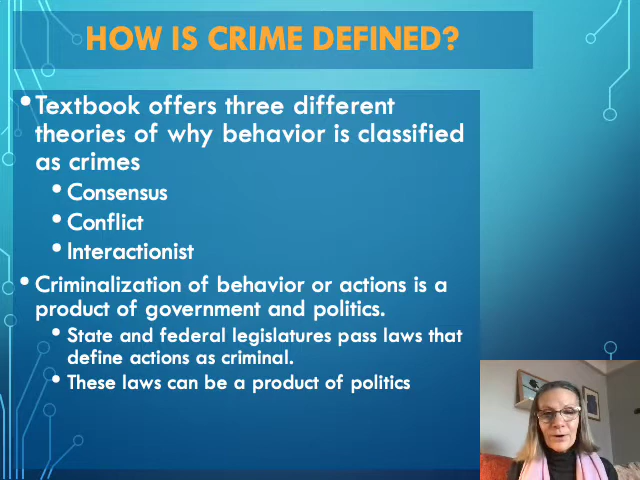 HOW IS CRIME DEFINED?
• Textbook offers three different
theories of why behavior is classified
as crimes
• Consensus
• Conflict
• Interactionist
• Criminalization of behavior or actions is a
product of government and politics.
• State and federal legislatures pass laws that
define actions as criminal.
• These laws can be a product of politics